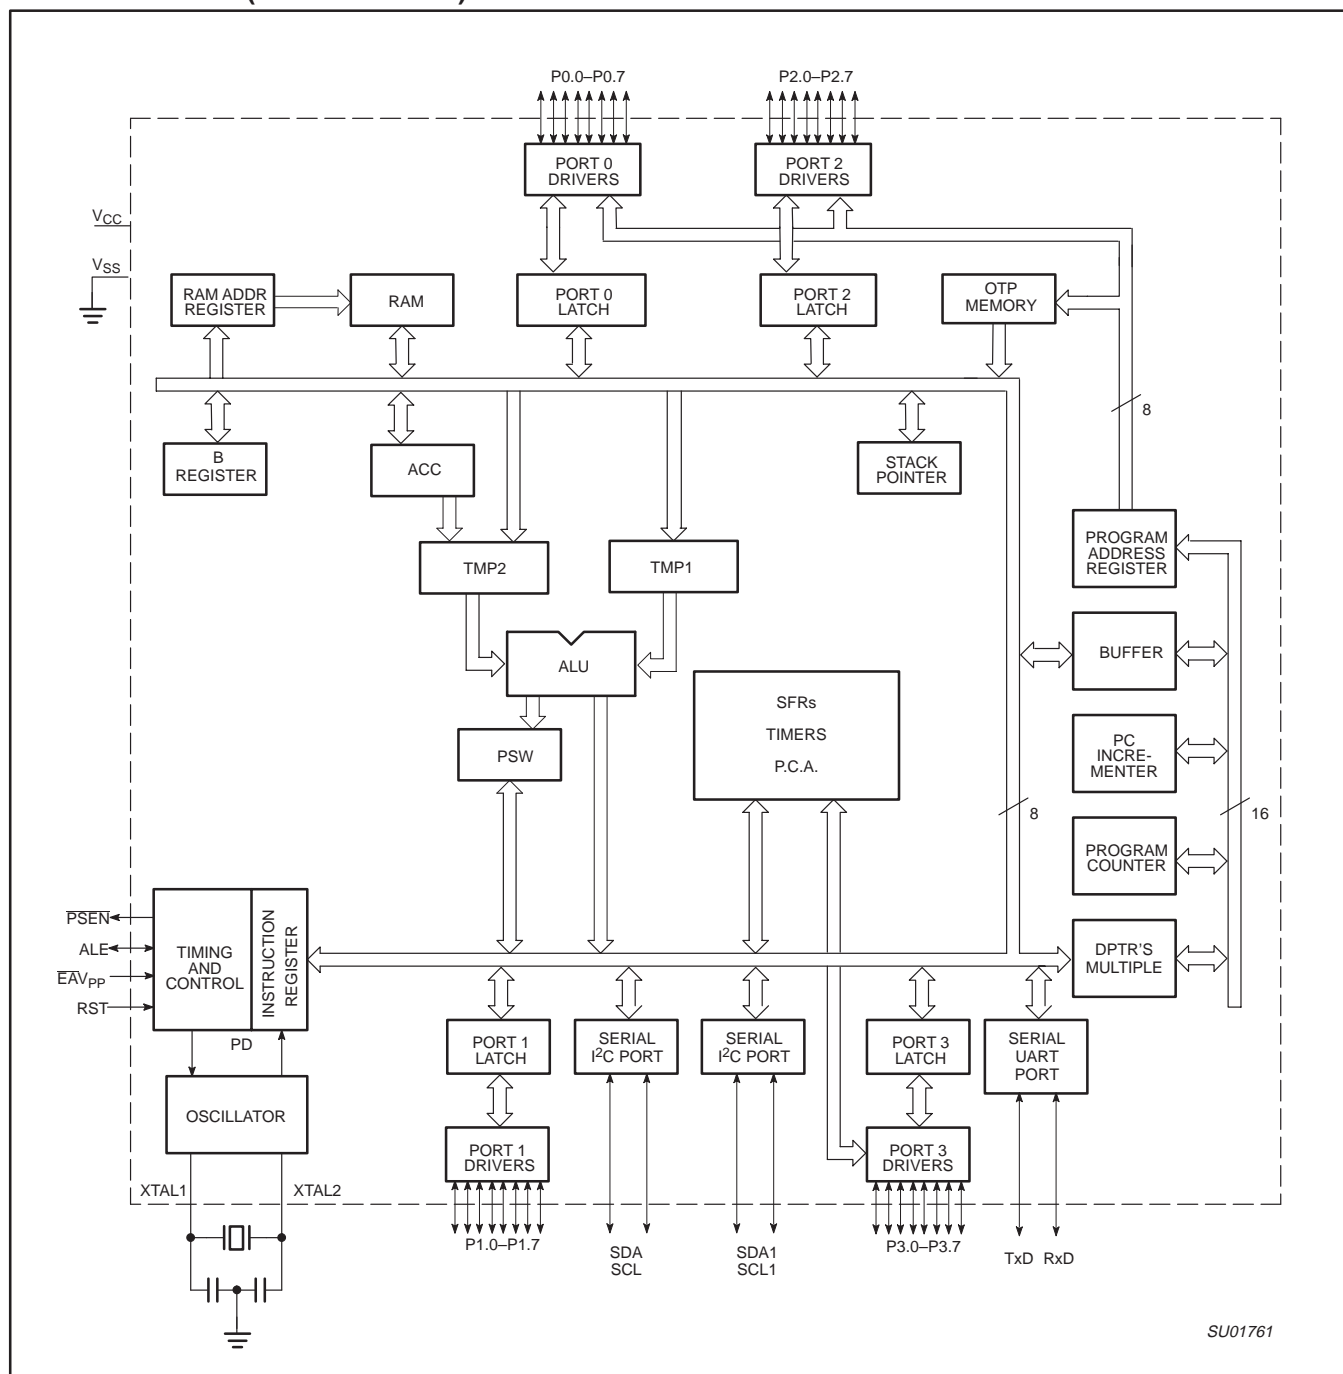 P0.0–P0.7
P2.0–P2.7
PORT 0
DRIVERS
PORT 2
DRIVERS
VCC
VSS
RAM ADDR
REGISTER
RAM
PORT 0
LATCH
PORT 2
LATCH
OTP
MEMORY
8
B
REGISTER
ACC
STACK
POINTER
PROGRAM
ADDRESS
REGISTER
TMP2
TMP1
ALU
BUFFER
SFRs
TIMERS
P.C.A.
PSW
PC
INCRE-
MENTER
8
16
PROGRAM
COUNTER
PSEN
ALE
EAVPP
RST
TIMING
AND
CONTROL
INSTRUCTION
REGISTER
DPTR'S
MULTIPLE
PD
PORT 1
LATCH
SERIAL
I2C PORT
SERIAL
I2C PORT
PORT 3
LATCH
SERIAL
UART
PORT
OSCILLATOR
PORT 1
DRIVERS
PORT 3
DRIVERS
XTAL1
XTAL2
P1.0–P1.7
SDA
SCL
SDA1
SCL1
P3.0–P3.7
TxD
RxD
SU01761